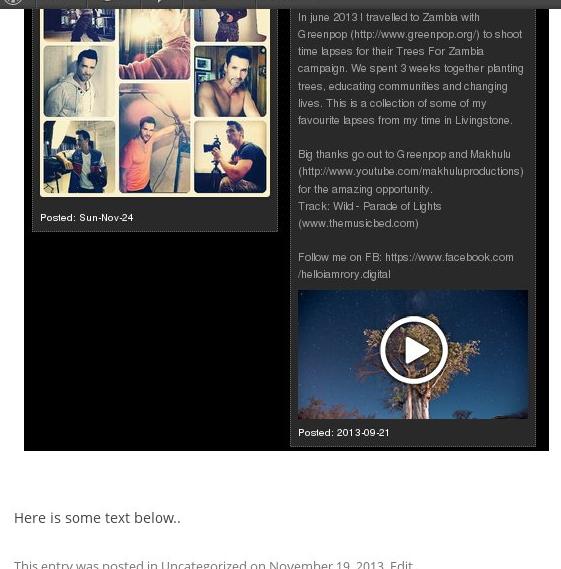 In june 2013 I travelled to Zambia with
Greenpop (http://www.greenpop.org/) to shoot
time lapses for their Trees For Zambia
campaign. We spent 3 weeks together planting
trees, educating communities and changing
lives. This is a collection of some of my
favourite lapses from my time in Livingstone.
Big thanks go out to Greenpop and Makhulu
(http://www.youtube.com/makhuluproductions)
for the amazing opportunity.
Track: Wild - Parade of Lights
(www.themusicbed.com)
Follow me on FB: https://www.facebook.com
/helloiamrory.digital
Posted: Sun-Nov-24
Posted: 2013-09-21
Here is some text below..
This entry was posted in Uncategorized on November 19, 2013. Edit